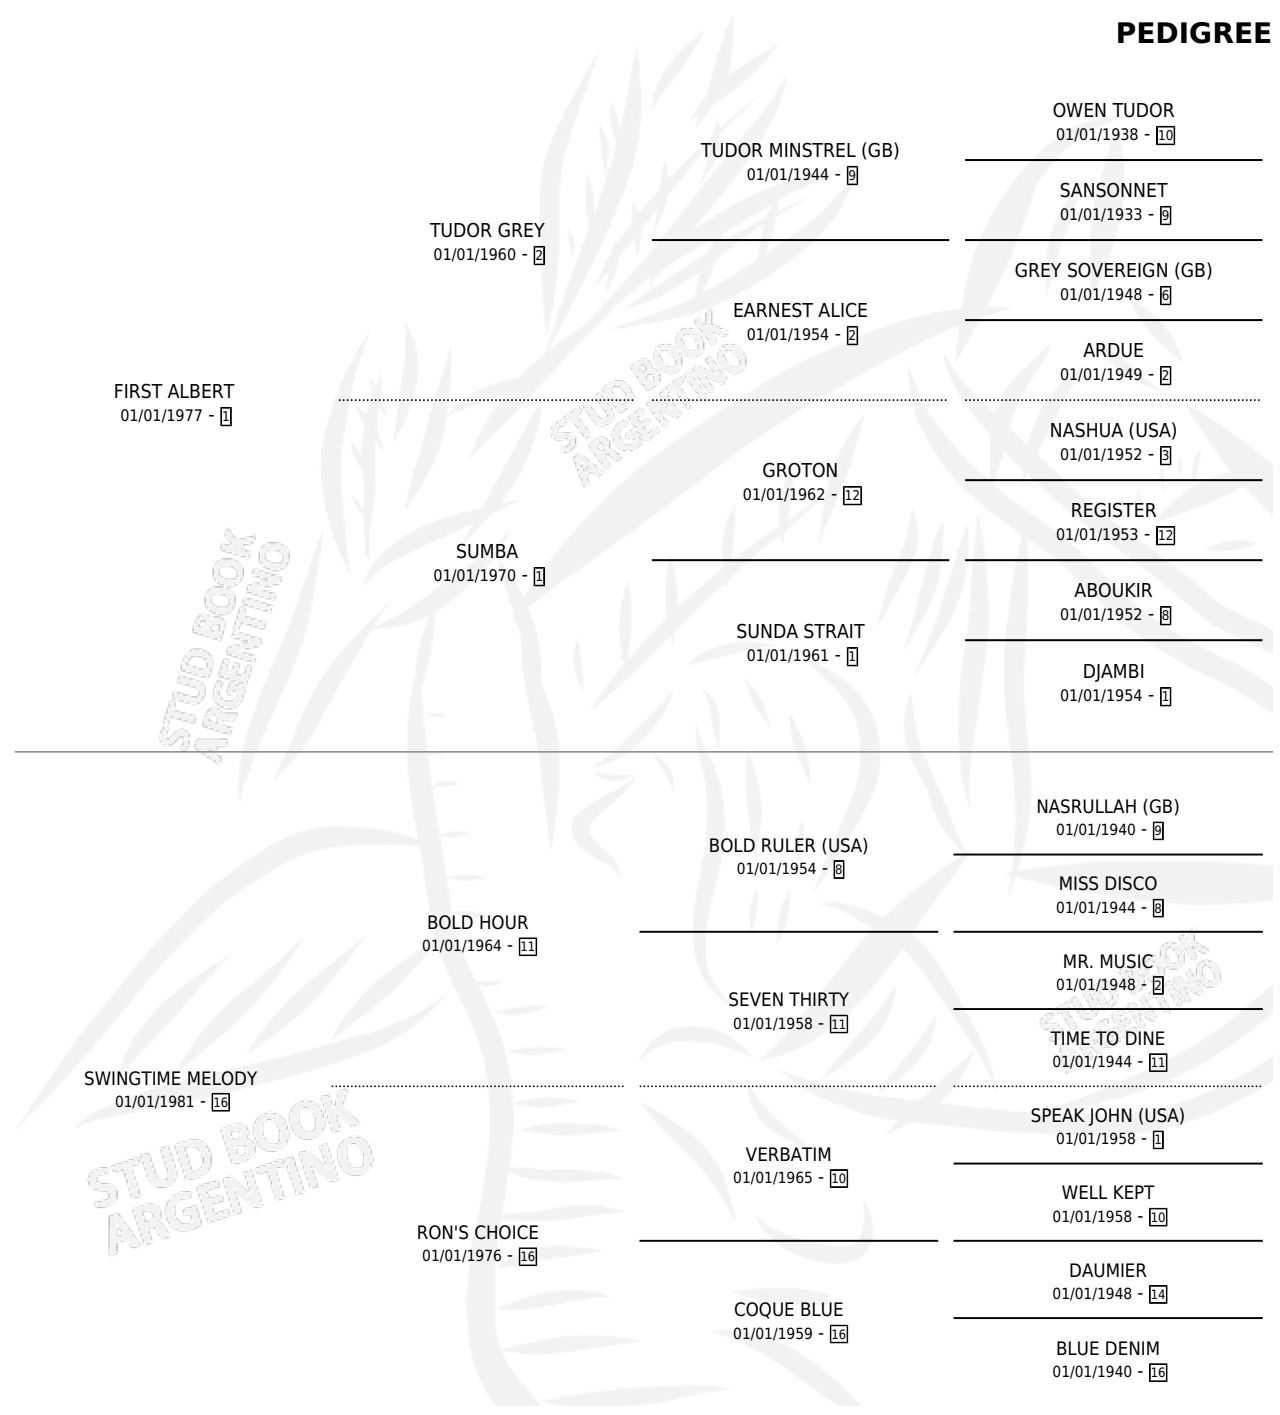 PEDIGREE
OWEN TUDOR
01/01/1938 - 10
TUDOR MINSTREL (GB)
01/01/1944 - 9
SANSONNET
01/01/1933 - 9
TUDOR GREY
01/01/1960 - 2
GREY SOVEREIGN (GB)
01/01/1948 - 6
EARNEST ALICE
01/01/1954 - 2
ARDUE
01/01/1949 - 2
STUD BOOK
ARGENTINO
FIRST ALBERT
01/01/1977 - 1
NASHUA (USA)
01/01/1952 - 3
GROTON
01/01/1962 - 12
REGISTER
01/01/1953 - 12
SUMBA
01/01/1970 - 1
ABOUKIR
01/01/1952 - 8
SUNDA STRAIT
01/01/1961 - 1
DJAMBI
01/01/1954 - 1
STUD BOOK
ARGENTINO
NASRULLAH (GB)
01/01/1940 - 9
BOLD RULER (USA)
01/01/1954 - 8
MISS DISCO
01/01/1944 - 8
BOLD HOUR
01/01/1964 - 11
MR. MUSIC
01/01/1948 - 2
SEVEN THIRTY
01/01/1958 - 11
TIME TO DINE
01/01/1944 - 11
STUD BOOK
ARGENTINO
SWINGTIME MELODY
01/01/1981 - 16
SPEAK JOHN (USA)
01/01/1958 - 1
VERBATIM
01/01/1965 - 10
WELL KEPT
01/01/1958 - 10
STUD BOOK
ARGENTINO
RON'S CHOICE
01/01/1976 - 16
DAUMIER
01/01/1948 - 14
COQUE BLUE
01/01/1959 - 16
BLUE DENIM
01/01/1940 - 16